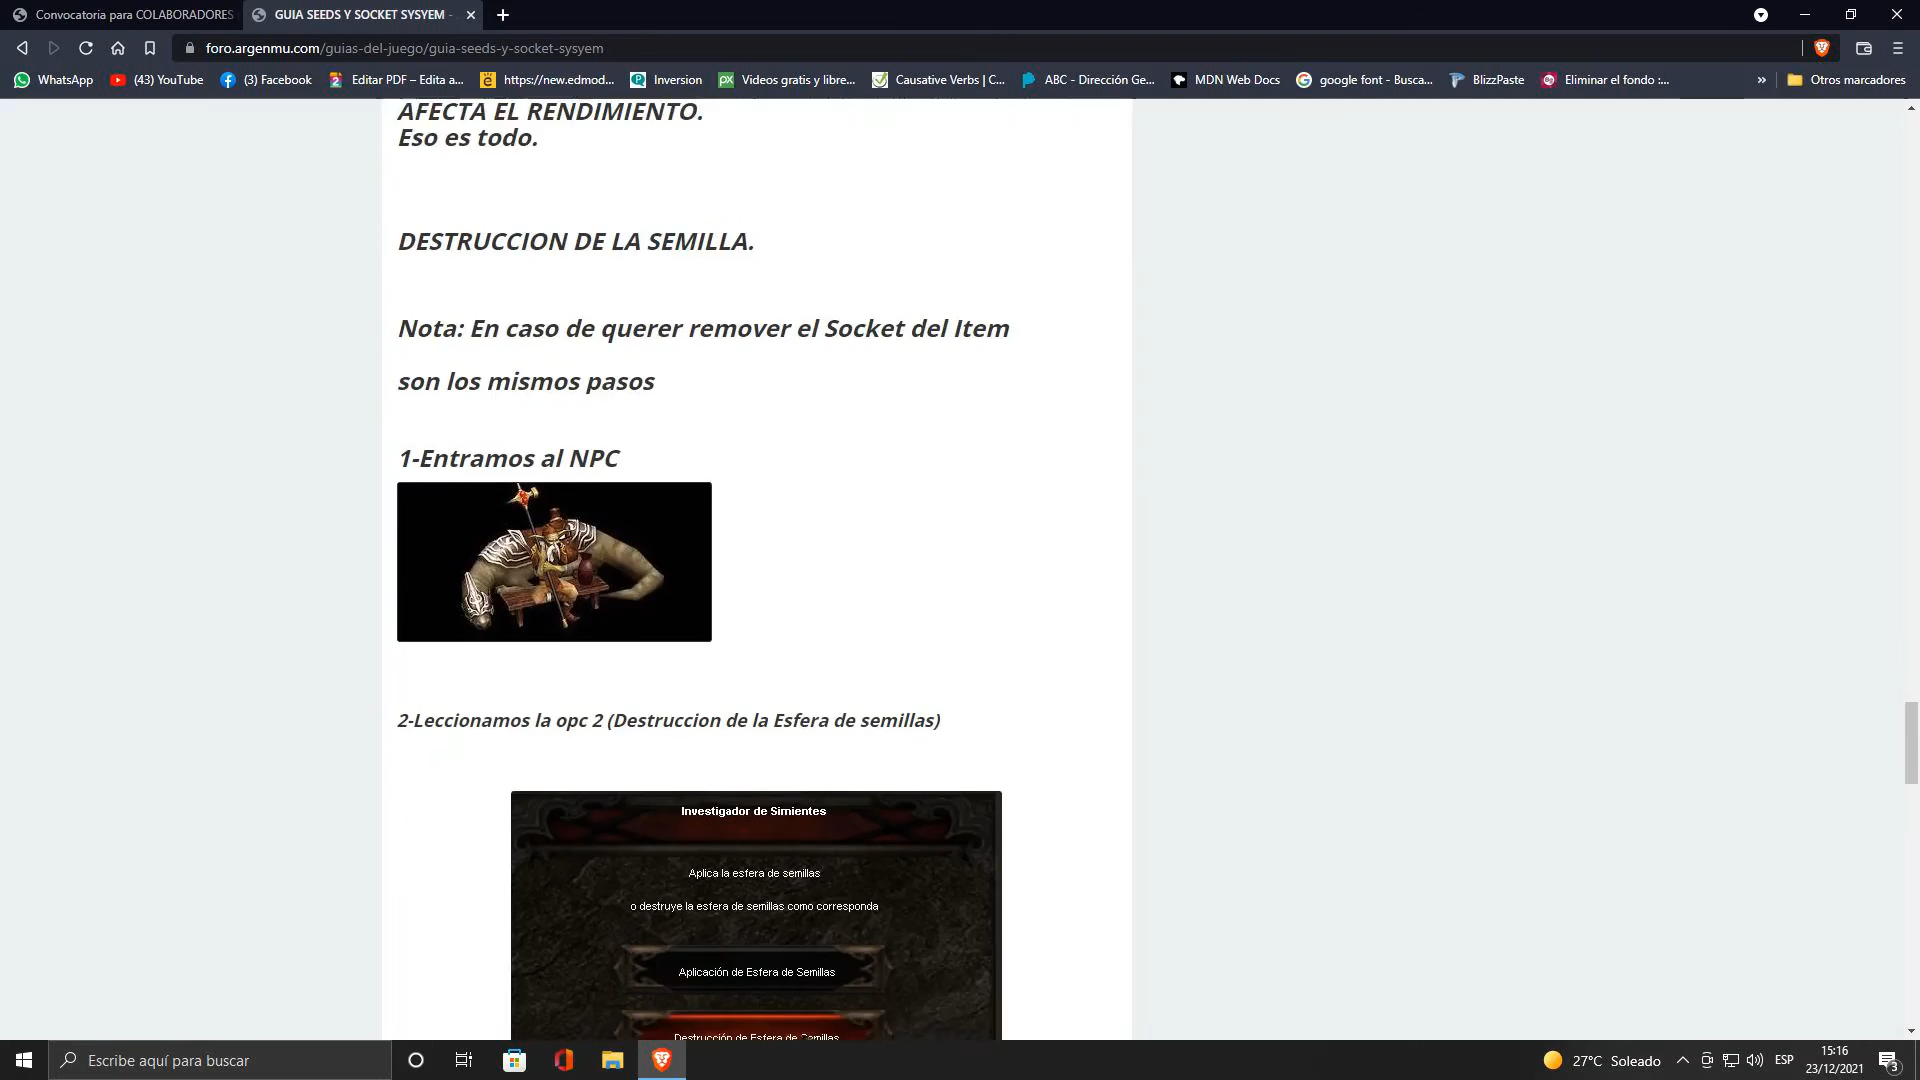 Convocatoria para COLABORADORES
GUIA SEEDS Y SOCKET SYSYEM -
foro.argenmu.com/guias-del-juego/guia-seeds-y-socket-sysyem
WhatsApp
(43) YouTube
(3) Facebook
Editar PDF – Edita a...
https://new.edmod...
Inversion
Videos gratis y libre...
Causative Verbs | C...
ABC - Dirección Ge...
MDN Web Docs
google font - Busca...
BlizzPaste
Eliminar el fondo :...
»
Otros marcadores
AFECTA EL RENDIMIENTO.
Eso es todo.
DESTRUCCION DE LA SEMILLA.
Nota: En caso de querer remover el Socket del Item
son los mismos pasos
1-Entramos al NPC
2-Leccionamos la opc 2 (Destruccion de la Esfera de semillas)
Investigador de Simientes
Aplica la esfera de semillas
o destruye la esfera de semillas como corresponda
Aplicación de Esfera de Semillas
Destrucción de Esfera de Semillas
Escribe aquí para buscar
27°C Soleado
ESP
15:16
23/12/2021
3